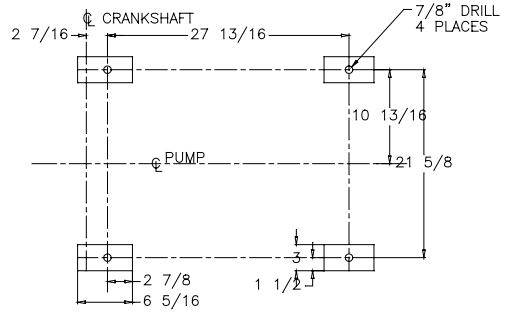 ℄ CRANKSHAFT
2 7/16
27 13/16
7/8" DRILL
4 PLACES
10 13/16
℄ PUMP
21 5/8
3
2 7/8
1 1/2
6 5/16